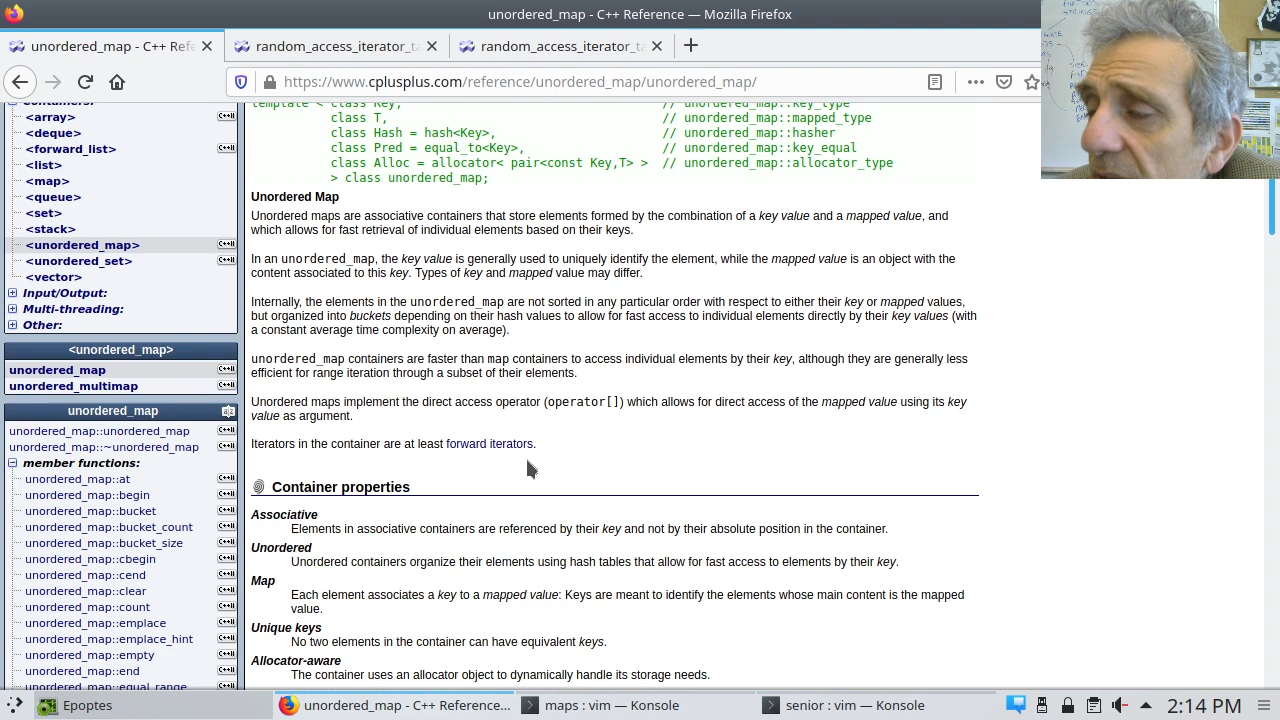 unordered_map - C++ Reference — Mozilla Firefox
unordered_map - C++ Refe
random_access_iterator_ta
random_access_iterator_ta
https://www.cplusplus.com/reference/unordered_map/unordered_map/
Containers:
<array>
<deque>
<forward_list>
<list>
<map>
<queue>
<set>
<stack>
<unordered_map>
<unordered_set>
<vector>
Input/Output:
Multi-threading:
Other:
<unordered_map>
unordered_map
unordered_multimap
unordered_map
unordered_map::unordered_map
unordered_map::~unordered_map
member functions:
unordered_map::at
unordered_map::begin
unordered_map::bucket
unordered_map::bucket_count
unordered_map::bucket_size
unordered_map::cbegin
unordered_map::cend
unordered_map::clear
unordered_map::count
unordered_map::emplace
unordered_map::emplace_hint
unordered_map::empty
unordered_map::end
unordered_map::equal_range
template < class Key, // unordered_map::key_type
class T, // unordered_map::mapped_type
class Hash = hash<Key>, // unordered_map::hasher
class Pred = equal_to<Key>, // unordered_map::key_equal
class Alloc = allocator< pair<const Key,T> > // unordered_map::allocator_type
> class unordered_map;
Unordered Map
Unordered maps are associative containers that store elements formed by the combination of a key value and a mapped value, and
which allows for fast retrieval of individual elements based on their keys.
In an unordered_map, the key value is generally used to uniquely identify the element, while the mapped value is an object with the
content associated to this key. Types of key and mapped value may differ.
Internally, the elements in the unordered_map are not sorted in any particular order with respect to either their key or mapped values,
but organized into buckets depending on their hash values to allow for fast access to individual elements directly by their key values (with
a constant average time complexity on average).
unordered_map containers are faster than map containers to access individual elements by their key, although they are generally less
efficient for range iteration through a subset of their elements.
Unordered maps implement the direct access operator (operator[]) which allows for direct access of the mapped value using its key
value as argument.
Iterators in the container are at least forward iterators.
Container properties
Associative
Elements in associative containers are referenced by their key and not by their absolute position in the container.
Unordered
Unordered containers organize their elements using hash tables that allow for fast access to elements by their key.
Map
Each element associates a key to a mapped value: Keys are meant to identify the elements whose main content is the mapped
value.
Unique keys
No two elements in the container can have equivalent keys.
Allocator-aware
The container uses an allocator object to dynamically handle its storage needs.
Epoptes
unordered_map - C++ Reference...
maps : vim — Konsole
senior : vim — Konsole
2:14 PM